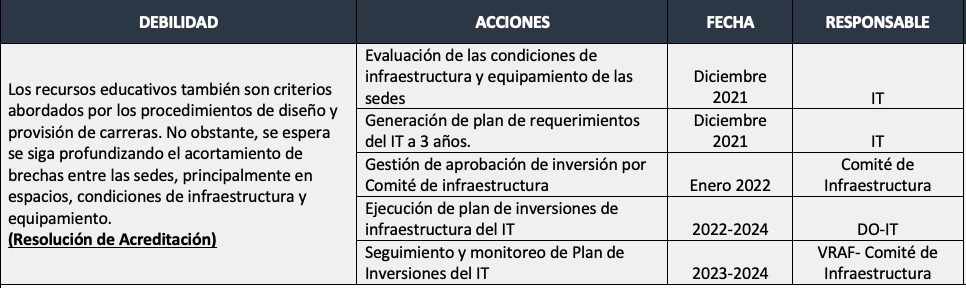 DEBILIDAD
ACCIONES
FECHA
RESPONSABLE
Los recursos educativos también son criterios
abordados por los procedimientos de diseño y
provisión de carreras. No obstante, se espera
se siga profundizando el acortamiento de
brechas entre las sedes, principalmente en
espacios, condiciones de infraestructura y
equipamiento.
(Resolución de Acreditación)
Evaluación de las condiciones de
infraestructura y equipamiento de las
sedes
Diciembre
2021
IT
Generación de plan de requerimientos
del IT a 3 años.
Diciembre
2021
IT
Gestión de aprobación de inversión por
Comité de infraestructura
Enero 2022
Comité de
Infraestructura
Ejecución de plan de inversiones de
infraestructura del IT
2022-2024
DO-IT
Seguimiento y monitoreo de Plan de
Inversiones del IT
2023-2024
VRAF- Comité de
Infraestructura